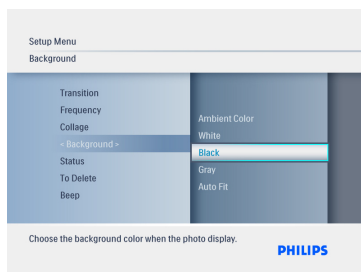 Setup Menu
Background
Transition
Frequency
Collage
< Background >
Status
To Delete
Beep
Ambient Color
White
Black
Gray
Auto Fit
Choose the background color when the photo display.
PHILIPS